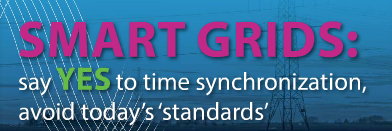 SMART GRIDS:
say YES to time synchronization,
avoid today's 'standards'